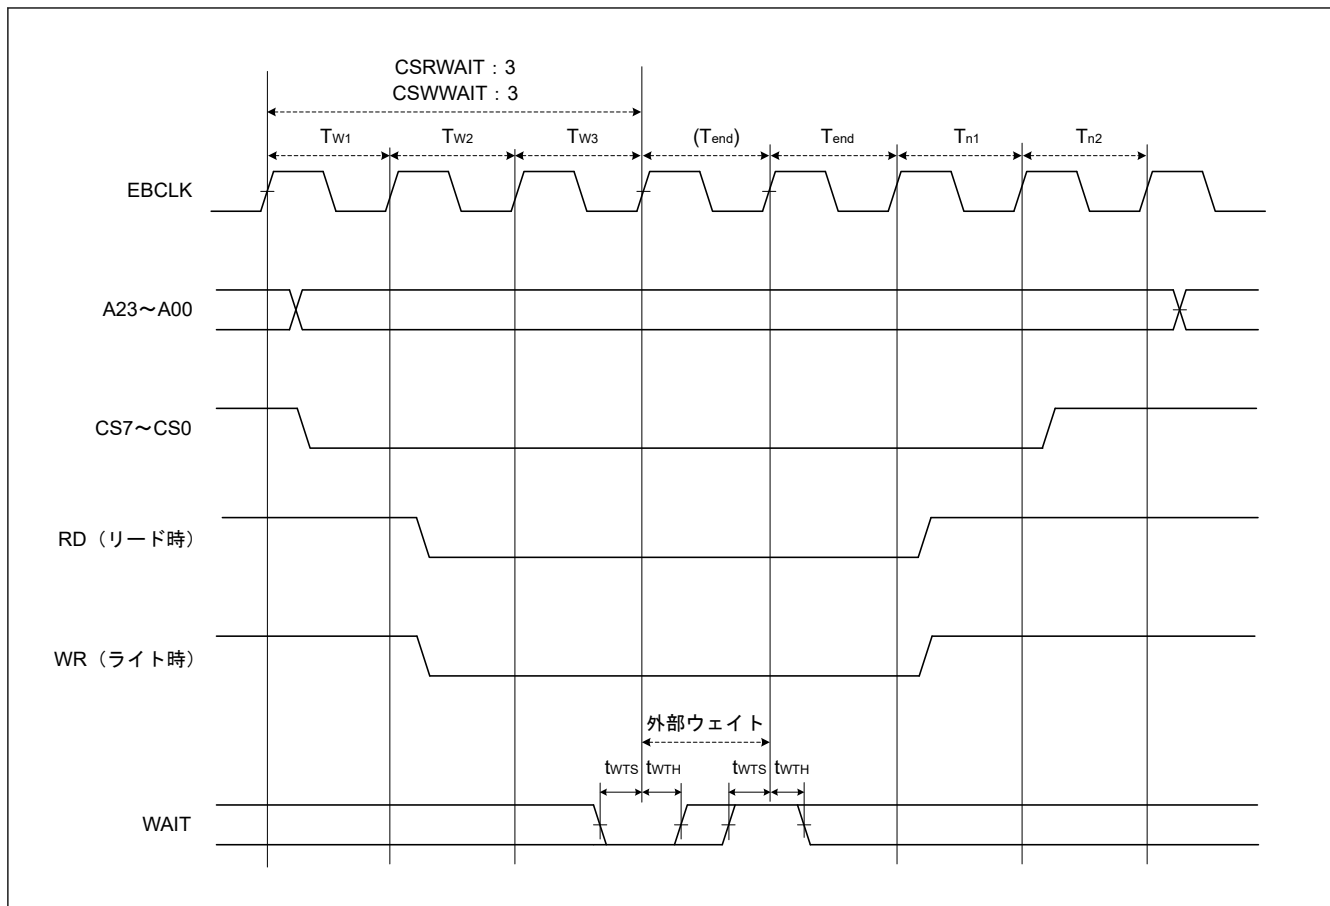 CSRWAIT：3
CSWWAIT：3
TW1 TW2 TW3 (Tend) Tend Tn1 Tn2
EBCLK
A23～A00
CS7～CS0
RD（リード時）
WR（ライト時）
外部ウェイト
tWTS tWTH tWTS tWTH
WAIT